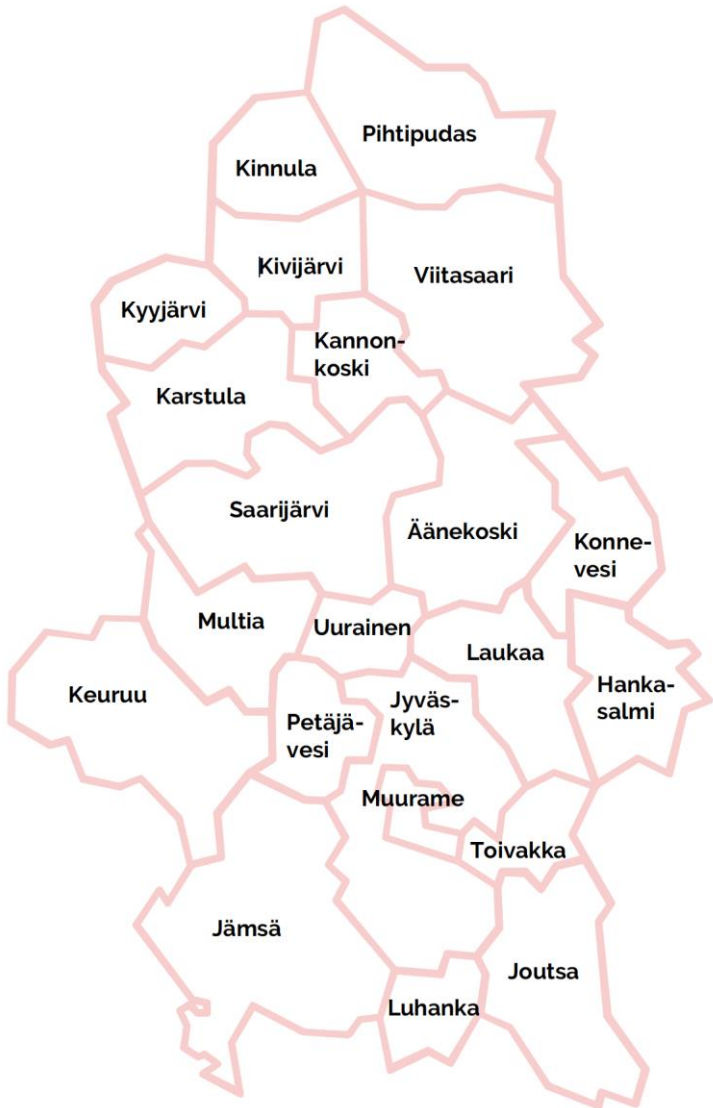 Pihtipudas
Kinnula
Kivijärvi
Viitasaari
Kyyjärvi
Kannon-
koski
Karstula
Saarijärvi
Äänekoski
Konne-
vesi
Multia
Uurainen
Laukaa
Keuruu
Petäjä-
vesi
Jyväs-
kylä
Hanka-
salmi
Muurame
Toivakka
Jämsä
Joutsa
Luhanka